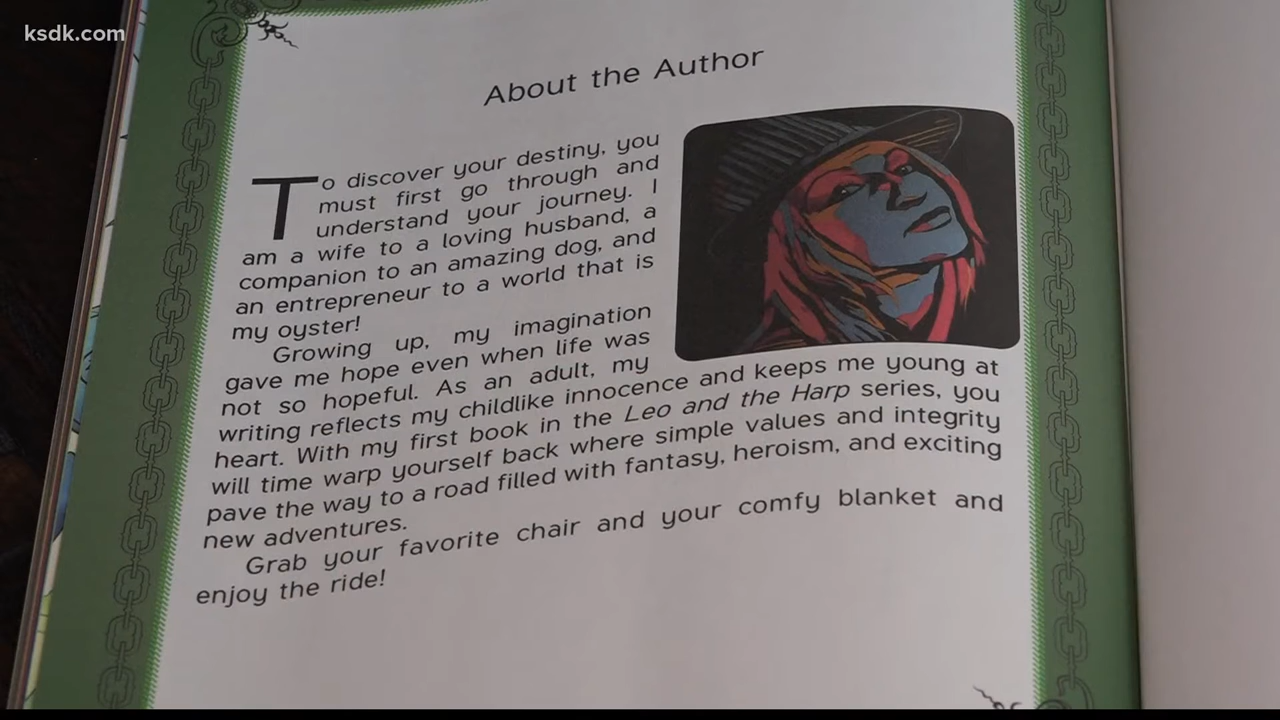 ksdk.com
About the Author
To discover your destiny, you
must first go through and
understand your journey. I
am a wife to a loving husband, a
companion to an amazing dog, and
an entrepreneur to a world that is
my oyster!
Growing up, my imagination
gave me hope even when life was
not so hopeful. As an adult, my
writing reflects my childlike innocence and keeps me young at
heart. With my first book in the Leo and the Harp series, you
will time warp yourself back where simple values and integrity
pave the way to a road filled with fantasy, heroism, and exciting
new adventures.
Grab your favorite chair and your comfy blanket and
enjoy the ride!